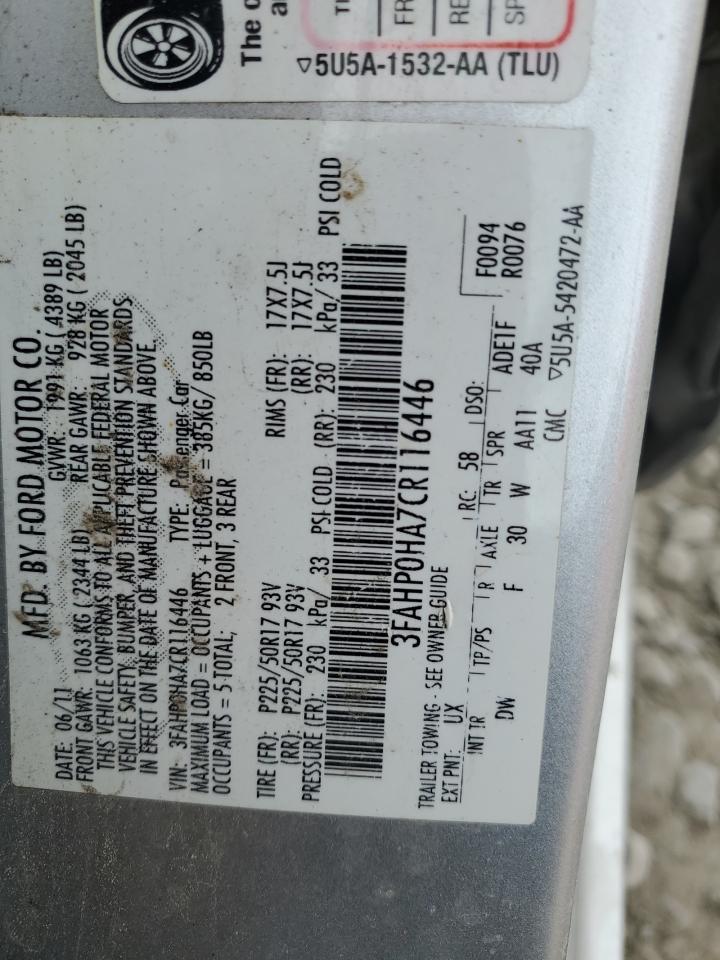 The c
a
TI
FR
RE
SP
▽5U5A-1532-AA (TLU)
MFD. BY FORD MOTOR CO.
DATE: 06/11 GVWR: 1991 KG ( 4389 LB)
FRONT GAWR: 1063 KG ( 2344 LB) REAR GAWR: 928 KG ( 2045 LB)
THIS VEHICLE CONFORMS TO ALL APPLICABLE FEDERAL MOTOR
VEHICLE SAFETY, BUMPER, AND THEFT PREVENTION STANDARDS
IN EFFECT ON THE DATE OF MANUFACTURE SHOWN ABOVE.
VIN: 3FAHP0HA7CR116446 TYPE: Passenger Car
MAXIMUM LOAD = OCCUPANTS + LUGGAGE = 385KG/ 850LB
OCCUPANTS = 5 TOTAL; 2 FRONT, 3 REAR
TIRE (FR): P225/50R17 93V RIMS (FR): 17X7.5J
(RR): P225/50R17 93V (RR): 17X7.5J
PRESSURE (FR): 230 kPa/ 33 PSI COLD (RR): 230 kPa/ 33 PSI COLD
3FAHP0HA7CR116446
TRAILER TOWING - SEE OWNER GUIDE
EXT PNT: UX RC: 58 DSO: F0094
R0076
INT TR TP/PS R AXLE TR SPR ADE1F
DW F 30 W AA11 40A
CMC ▽5U5A-5420472-AA